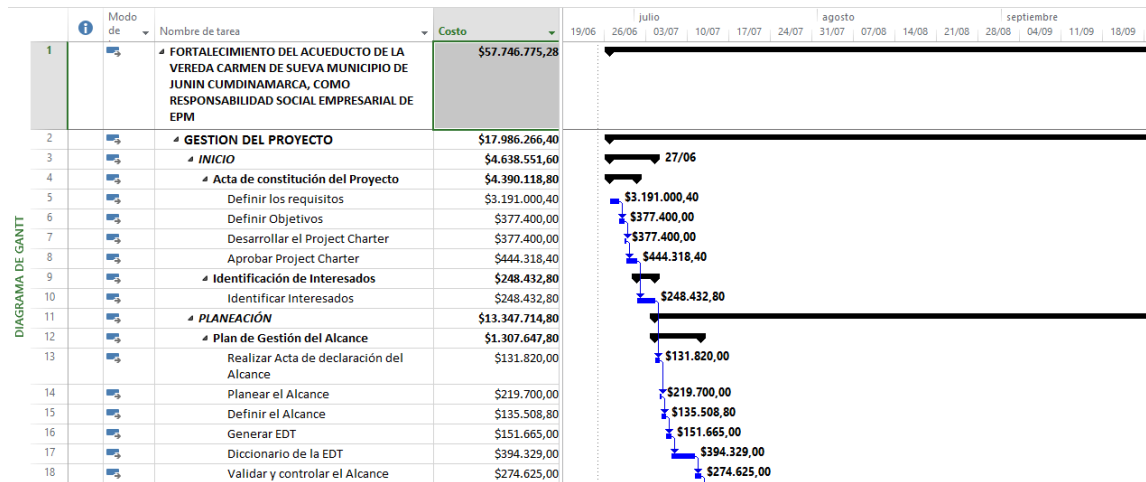 Modo
de
Nombre de tarea
Costo
julio
agosto
septiembre
19/06 26/06 03/07 10/07 17/07 24/07 31/07 07/08 14/08 21/08 28/08 04/09 11/09 18/09
DIAGRAMA DE GANTT
1 FORTALECIMIENTO DEL ACUEDUCTO DE LA $57.746.775,28
VEREDA CARMEN DE SUEVA MUNICIPIO DE
JUNIN CUMDINAMARCA, COMO
RESPONSABILIDAD SOCIAL EMPRESARIAL DE
EPM
2 GESTION DEL PROYECTO $17.986.266,40
3 INICIO $4.638.551,60 27/06
4 Acta de constitución del Proyecto $4.390.118,80
5 Definir los requisitos $3.191.000,40 $3.191.000,40
6 Definir Objetivos $377.400,00 $377.400,00
7 Desarrollar el Project Charter $377.400,00 $377.400,00
8 Aprobar Project Charter $444.318,40 $444.318,40
9 Identificación de Interesados $248.432,80
10 Identificar Interesados $248.432,80 $248.432,80
11 PLANEACIÓN $13.347.714,80
12 Plan de Gestión del Alcance $1.307.647,80
13 Realizar Acta de declaración del $131.820,00 $131.820,00
Alcance
14 Planear el Alcance $219.700,00 $219.700,00
15 Definir el Alcance $135.508,80 $135.508,80
16 Generar EDT $151.665,00 $151.665,00
17 Diccionario de la EDT $394.329,00 $394.329,00
18 Validar y controlar el Alcance $274.625,00 $274.625,00